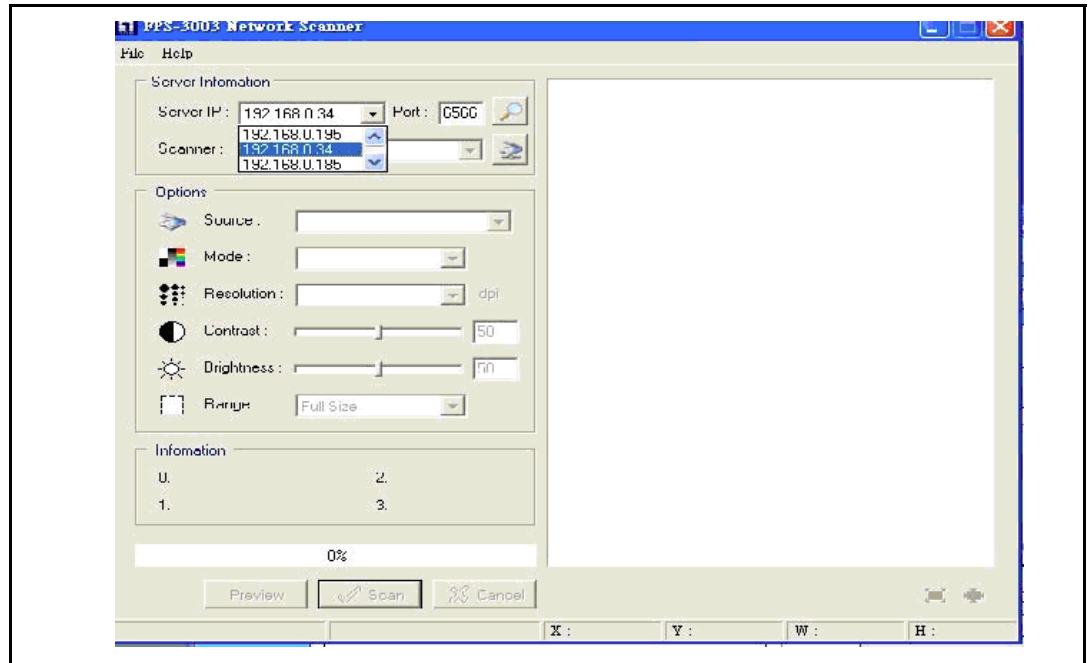 FPS-3003 Network Scanner
File Help
Server Infomation
Server IP : 192.168.0.34 Port : 6566
192.168.0.195
192.168.0.34
192.168.0.185
Scanner :
Options
Source :
Mode :
Resolution : dpi
Contrast : 50
Brightness : 50
Range Full Size
Infomation
0. 2.
1. 3.
0%
Preview Scan Cancel
X : Y : W : H :